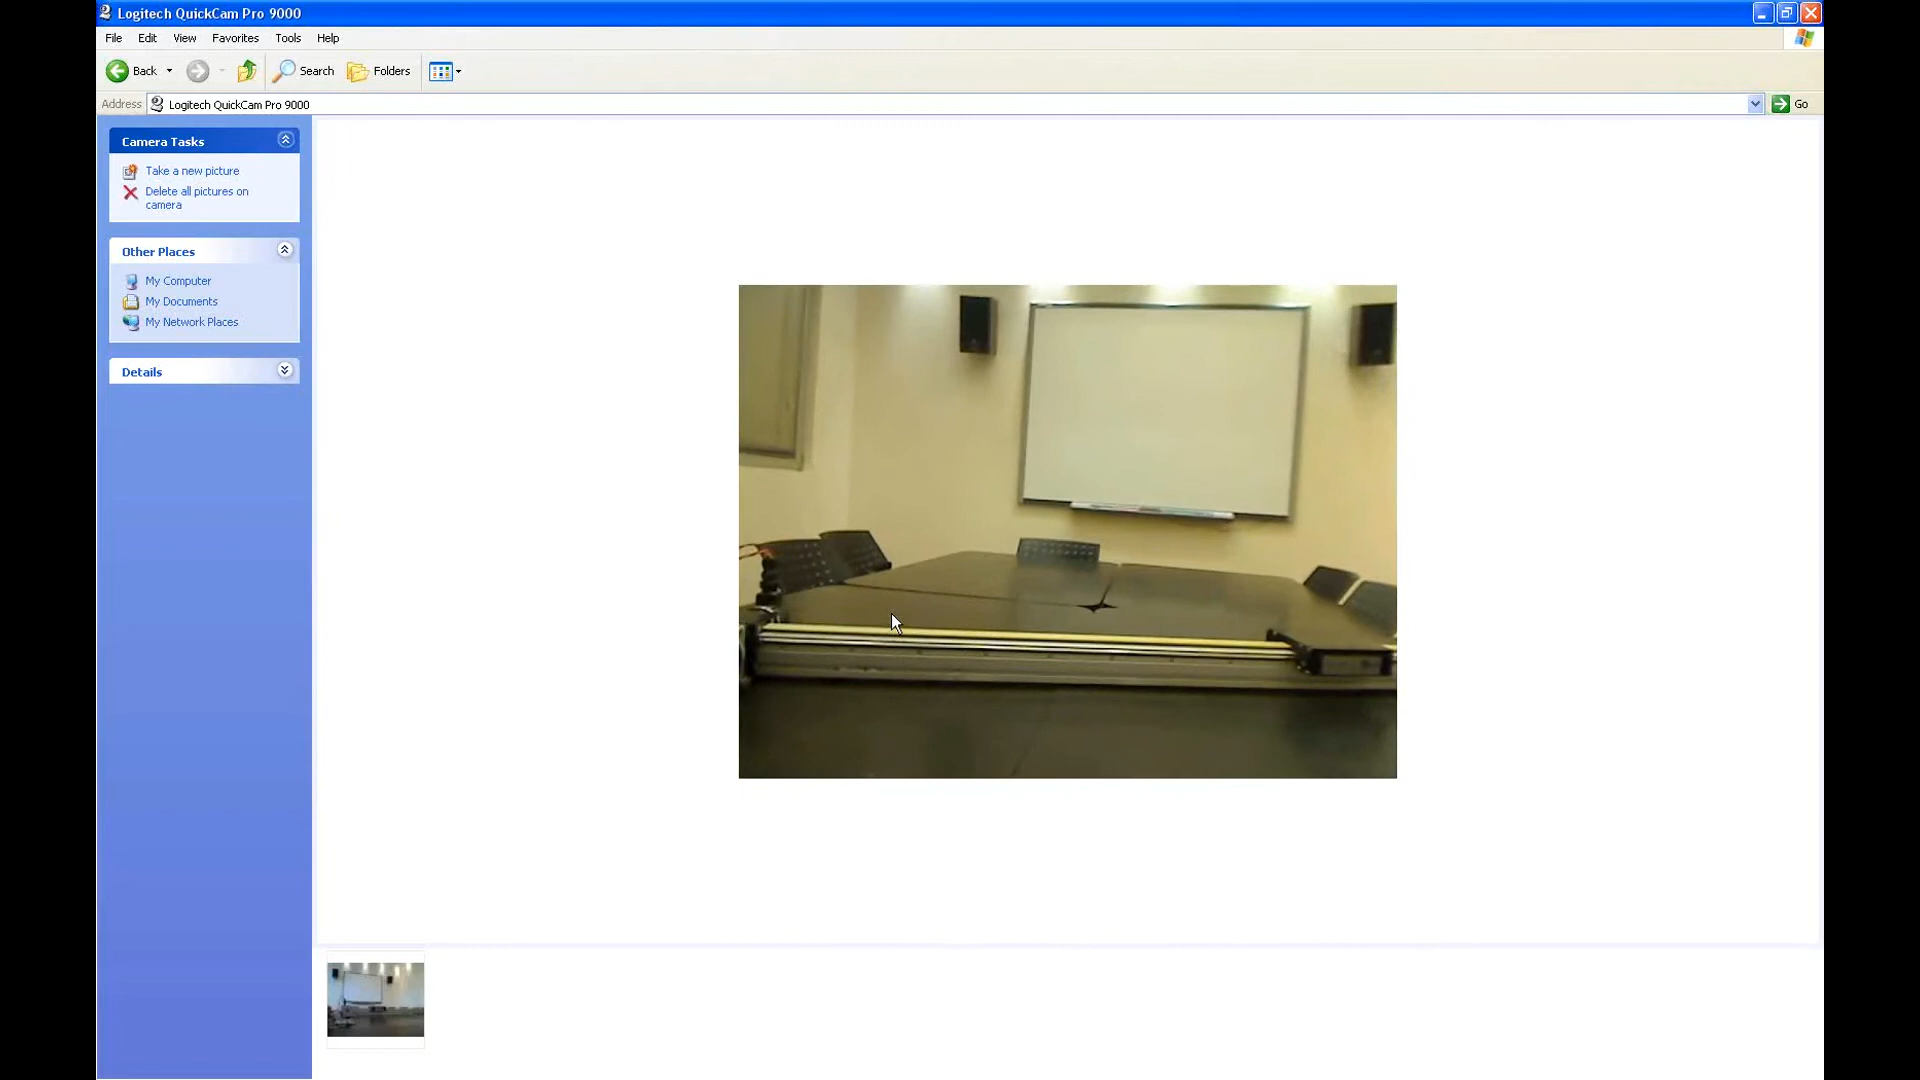 Logitech QuickCam Pro 9000
File Edit View Favorites Tools Help
Back Search Folders
Address Logitech QuickCam Pro 9000 Go
Camera Tasks
Take a new picture
Delete all pictures on
camera
Other Places
My Computer
My Documents
My Network Places
Details